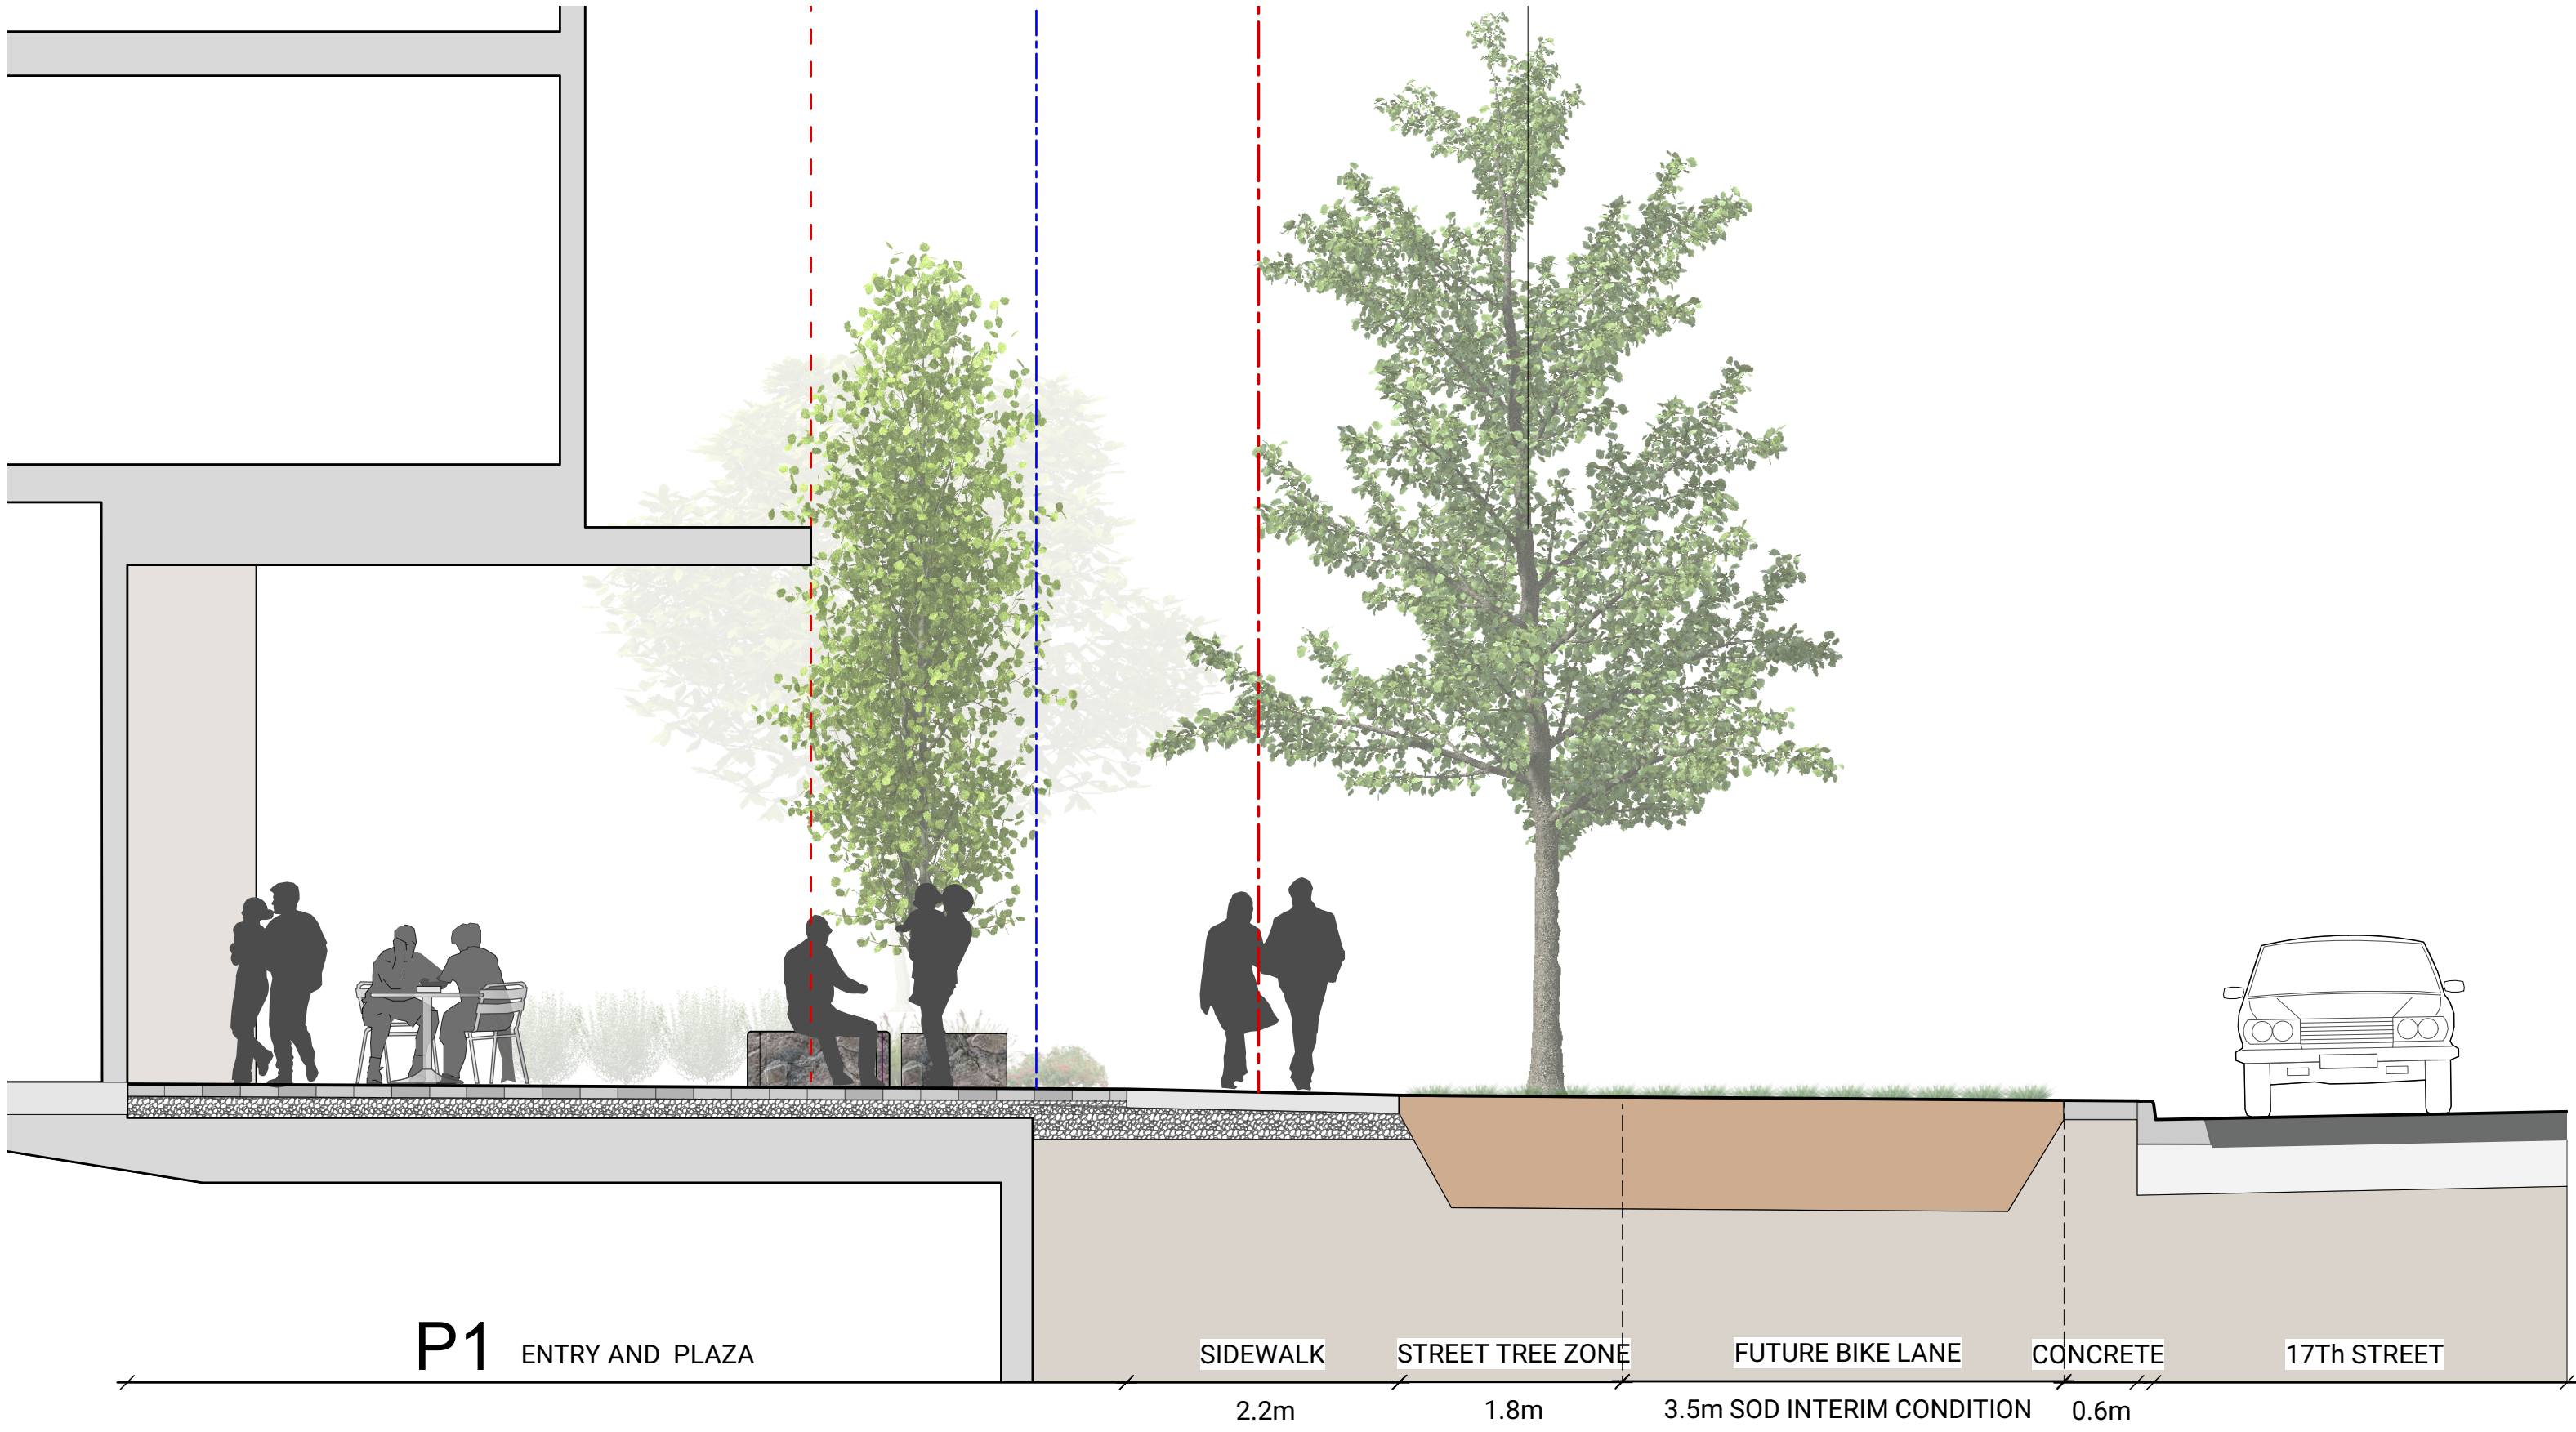 P1 ENTRY AND PLAZA
SIDEWALK
STREET TREE ZONE
FUTURE BIKE LANE
CONCRETE
17Th STREET
2.2m
1.8m
3.5m SOD INTERIM CONDITION
0.6m